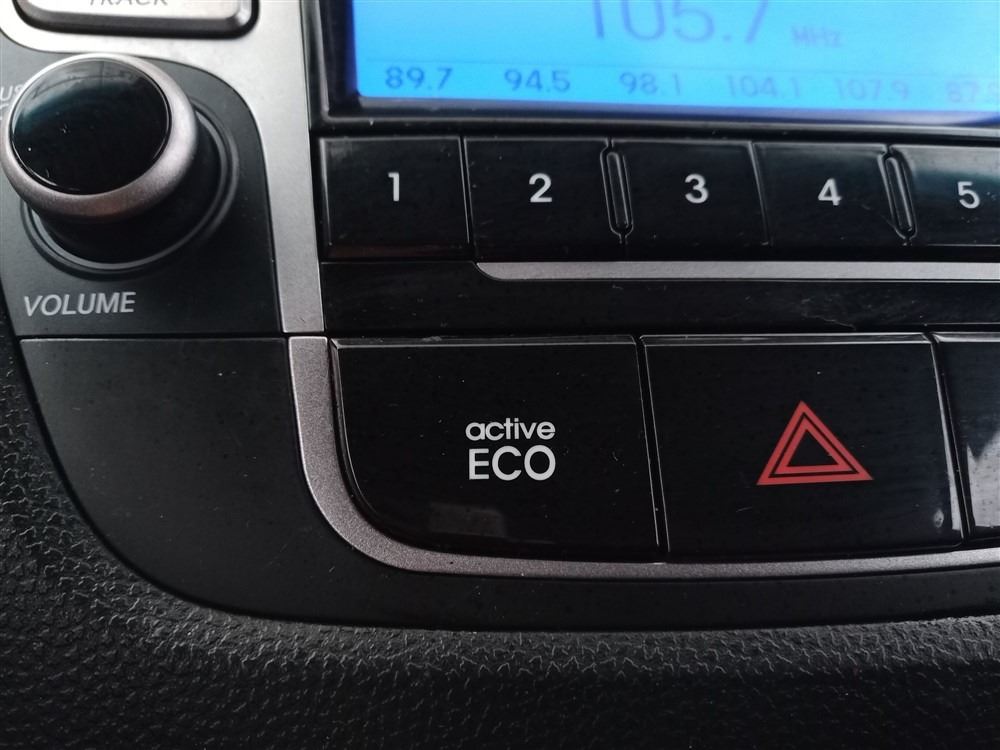 TRACK
105.7 MHz
89.7 94.5 98.1 104.1 107.9
1 2 3 4 5
VOLUME
active
ECO